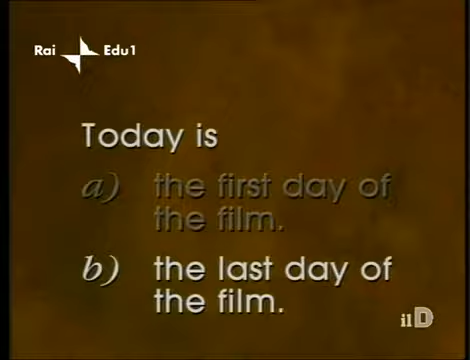 Rai Edu1
Today is
a) the first day of
the film.
b) the last day of
the film.
ilD